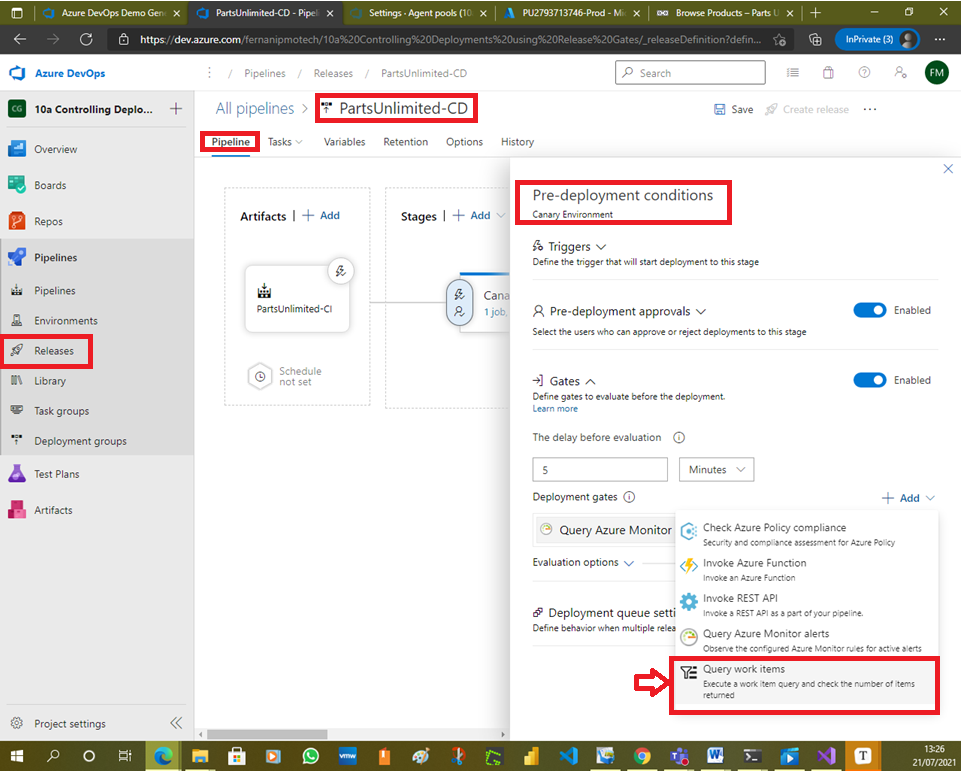 Azure DevOps Demo Gen
PartsUnlimited-CD - Pipel
Settings · Agent pools (10a
PU2793713746-Prod - Mi
Browse Products – Parts U
https://dev.azure.com/fernanipmotech/10a%20Controlling%20Deployments%20using%20Release%20Gates/_releaseDefinition?defin...
InPrivate (3)
Azure DevOps
/ Pipelines / Releases / PartsUnlimited-CD
Search
FM
CG
10a Controlling Deplo...
All pipelines > PartsUnlimited-CD
Save
Create release
Pipeline
Tasks
Variables
Retention
Options
History
Overview
Boards
Repos
Pipelines
Pipelines
Environments
Releases
Library
Task groups
Deployment groups
Test Plans
Artifacts
Project settings
Artifacts | + Add
Stages | + Add
PartsUnlimited-CI
Schedule
not set
Cana
1 job,
Pre-deployment conditions
Canary Environment
Triggers
Define the trigger that will start deployment to this stage
Pre-deployment approvals
Enabled
Select the users who can approve or reject deployments to this stage
Gates
Enabled
Define gates to evaluate before the deployment.
Learn more
The delay before evaluation
5
Minutes
Deployment gates
+ Add
Query Azure Monitor
Evaluation options
Deployment queue setti
Define behavior when multiple relea
Check Azure Policy compliance
Security and compliance assessment for Azure Policy
Invoke Azure Function
Invoke an Azure Function
Invoke REST API
Invoke a REST API as a part of your pipeline.
Query Azure Monitor alerts
Observe the configured Azure Monitor rules for active alerts
Query work items
Execute a work item query and check the number of items
returned
vmw
W
T
13:26
21/07/2021